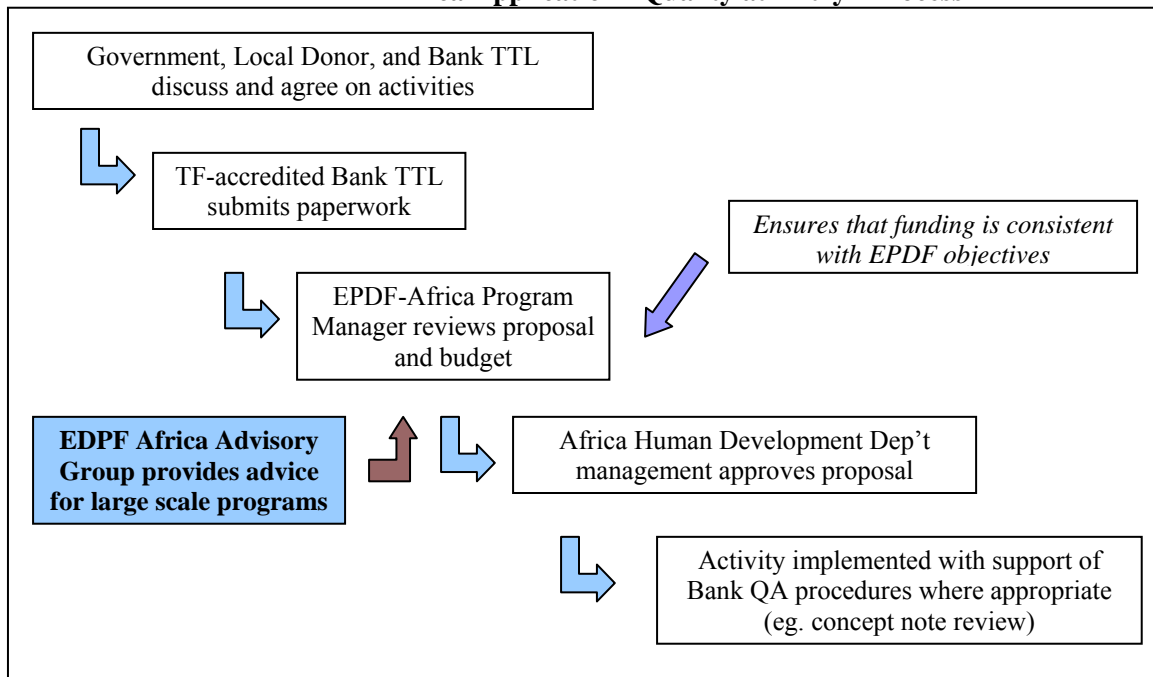 Government, Local Donor, and Bank TTL
discuss and agree on activities
TF-accredited Bank TTL
submits paperwork
Ensures that funding is consistent
with EPDF objectives
EPDF-Africa Program
Manager reviews proposal
and budget
EDPF Africa Advisory
Group provides advice
for large scale programs
Africa Human Development Dep't
management approves proposal
Activity implemented with support of
Bank QA procedures where appropriate
(eg. concept note review)